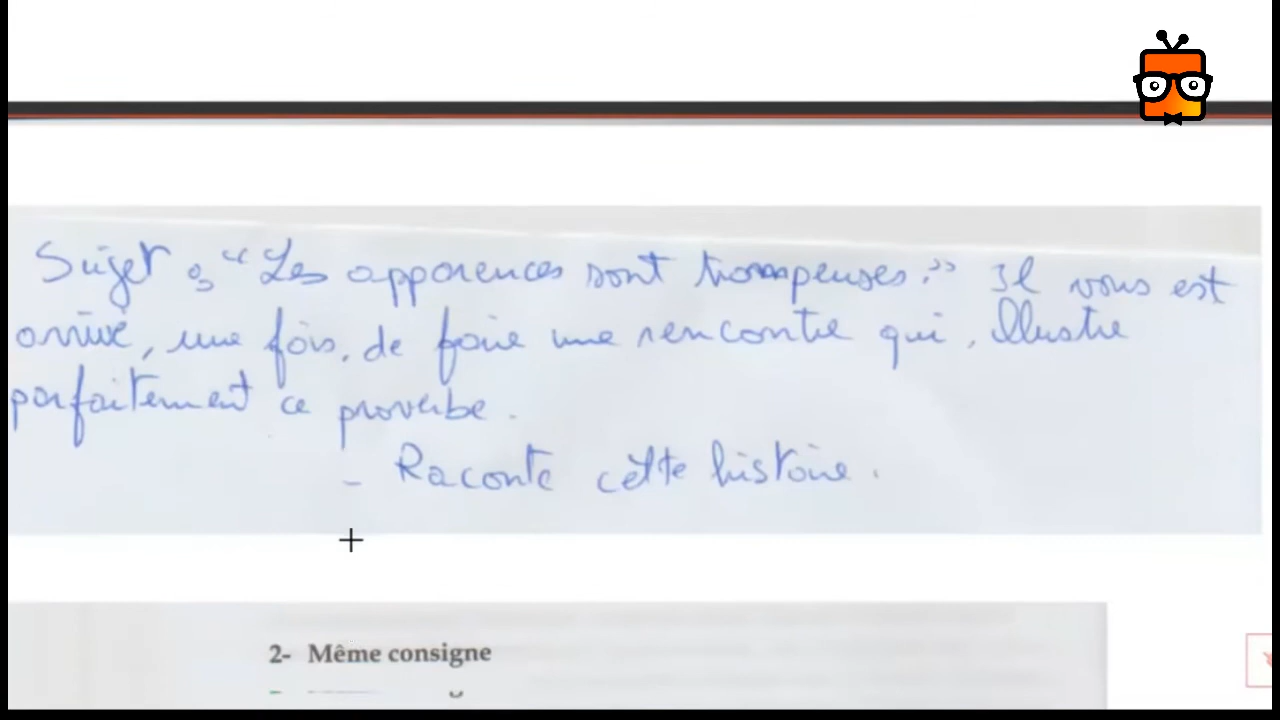 Sujet : "Les apparences sont trompeuses." Il vous est
arrivé, une fois, de faire une rencontre qui, illustre
parfaitement ce proverbe.
- Raconte cette histoire.
2- Même consigne